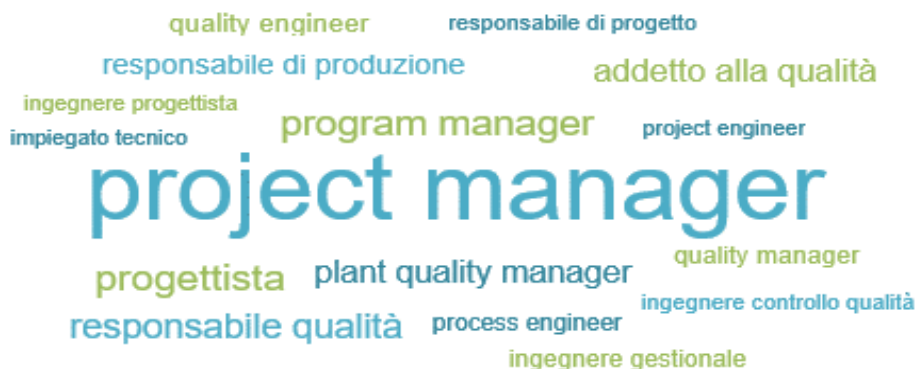 quality engineer
responsabile di progetto
responsabile di produzione
addetto alla qualità
ingegnere progettista
program manager
project engineer
impiegato tecnico
project manager
quality manager
progettista
plant quality manager
ingegnere controllo qualità
responsabile qualità
process engineer
ingegnere gestionale